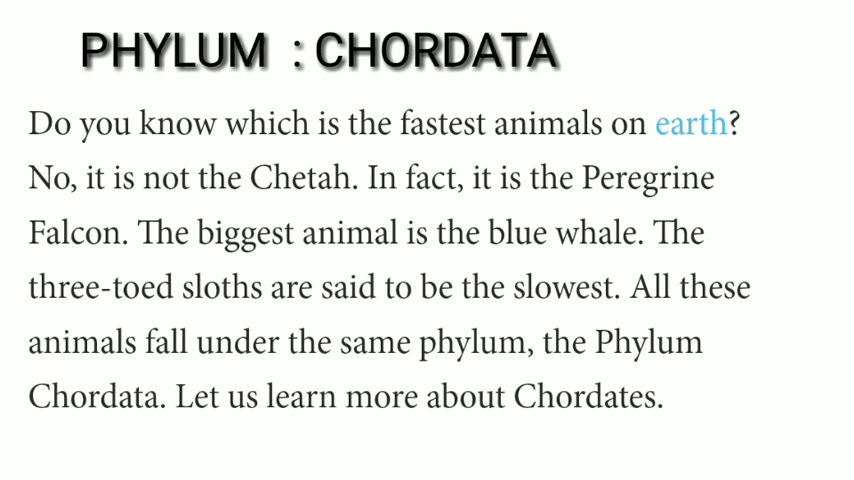 PHYLUM : CHORDATA
Do you know which is the fastest animals on earth?
No, it is not the Chetah. In fact, it is the Peregrine
Falcon. The biggest animal is the blue whale. The
three-toed sloths are said to be the slowest. All these
animals fall under the same phylum, the Phylum
Chordata. Let us learn more about Chordates.